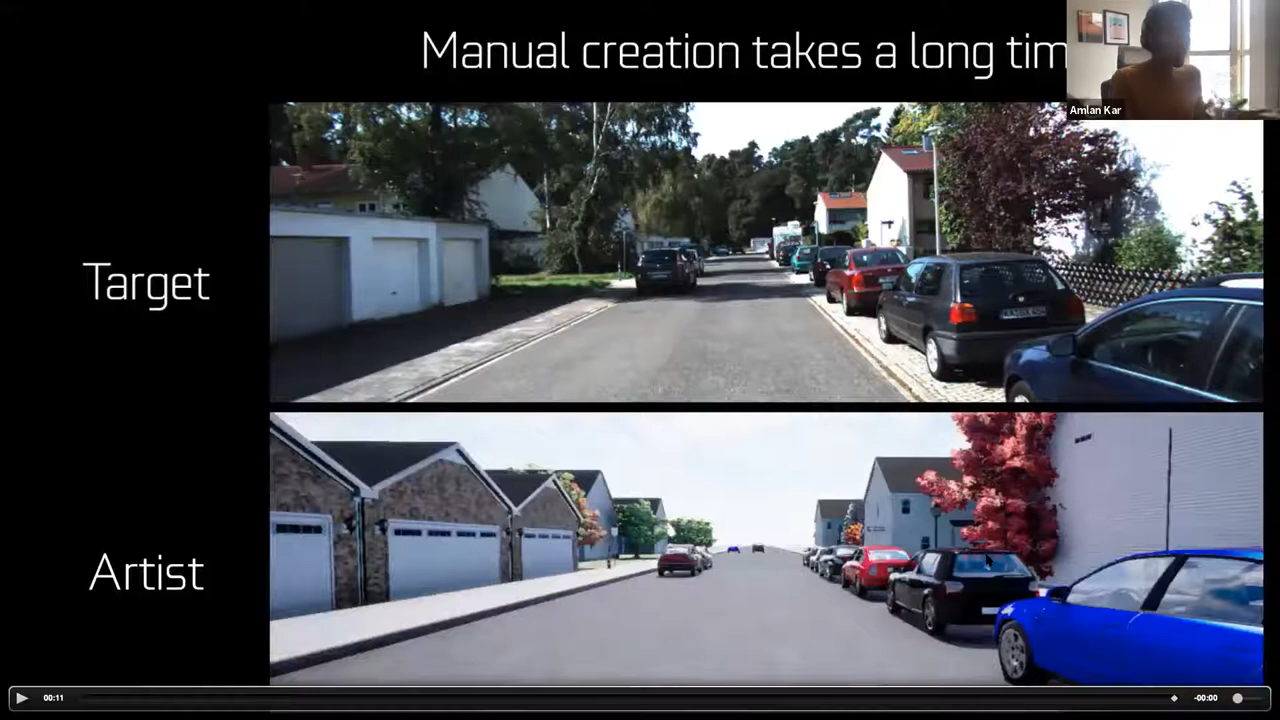 Manual creation takes a long tim
Amlan Kar
Target
Artist
00:11
-00:00